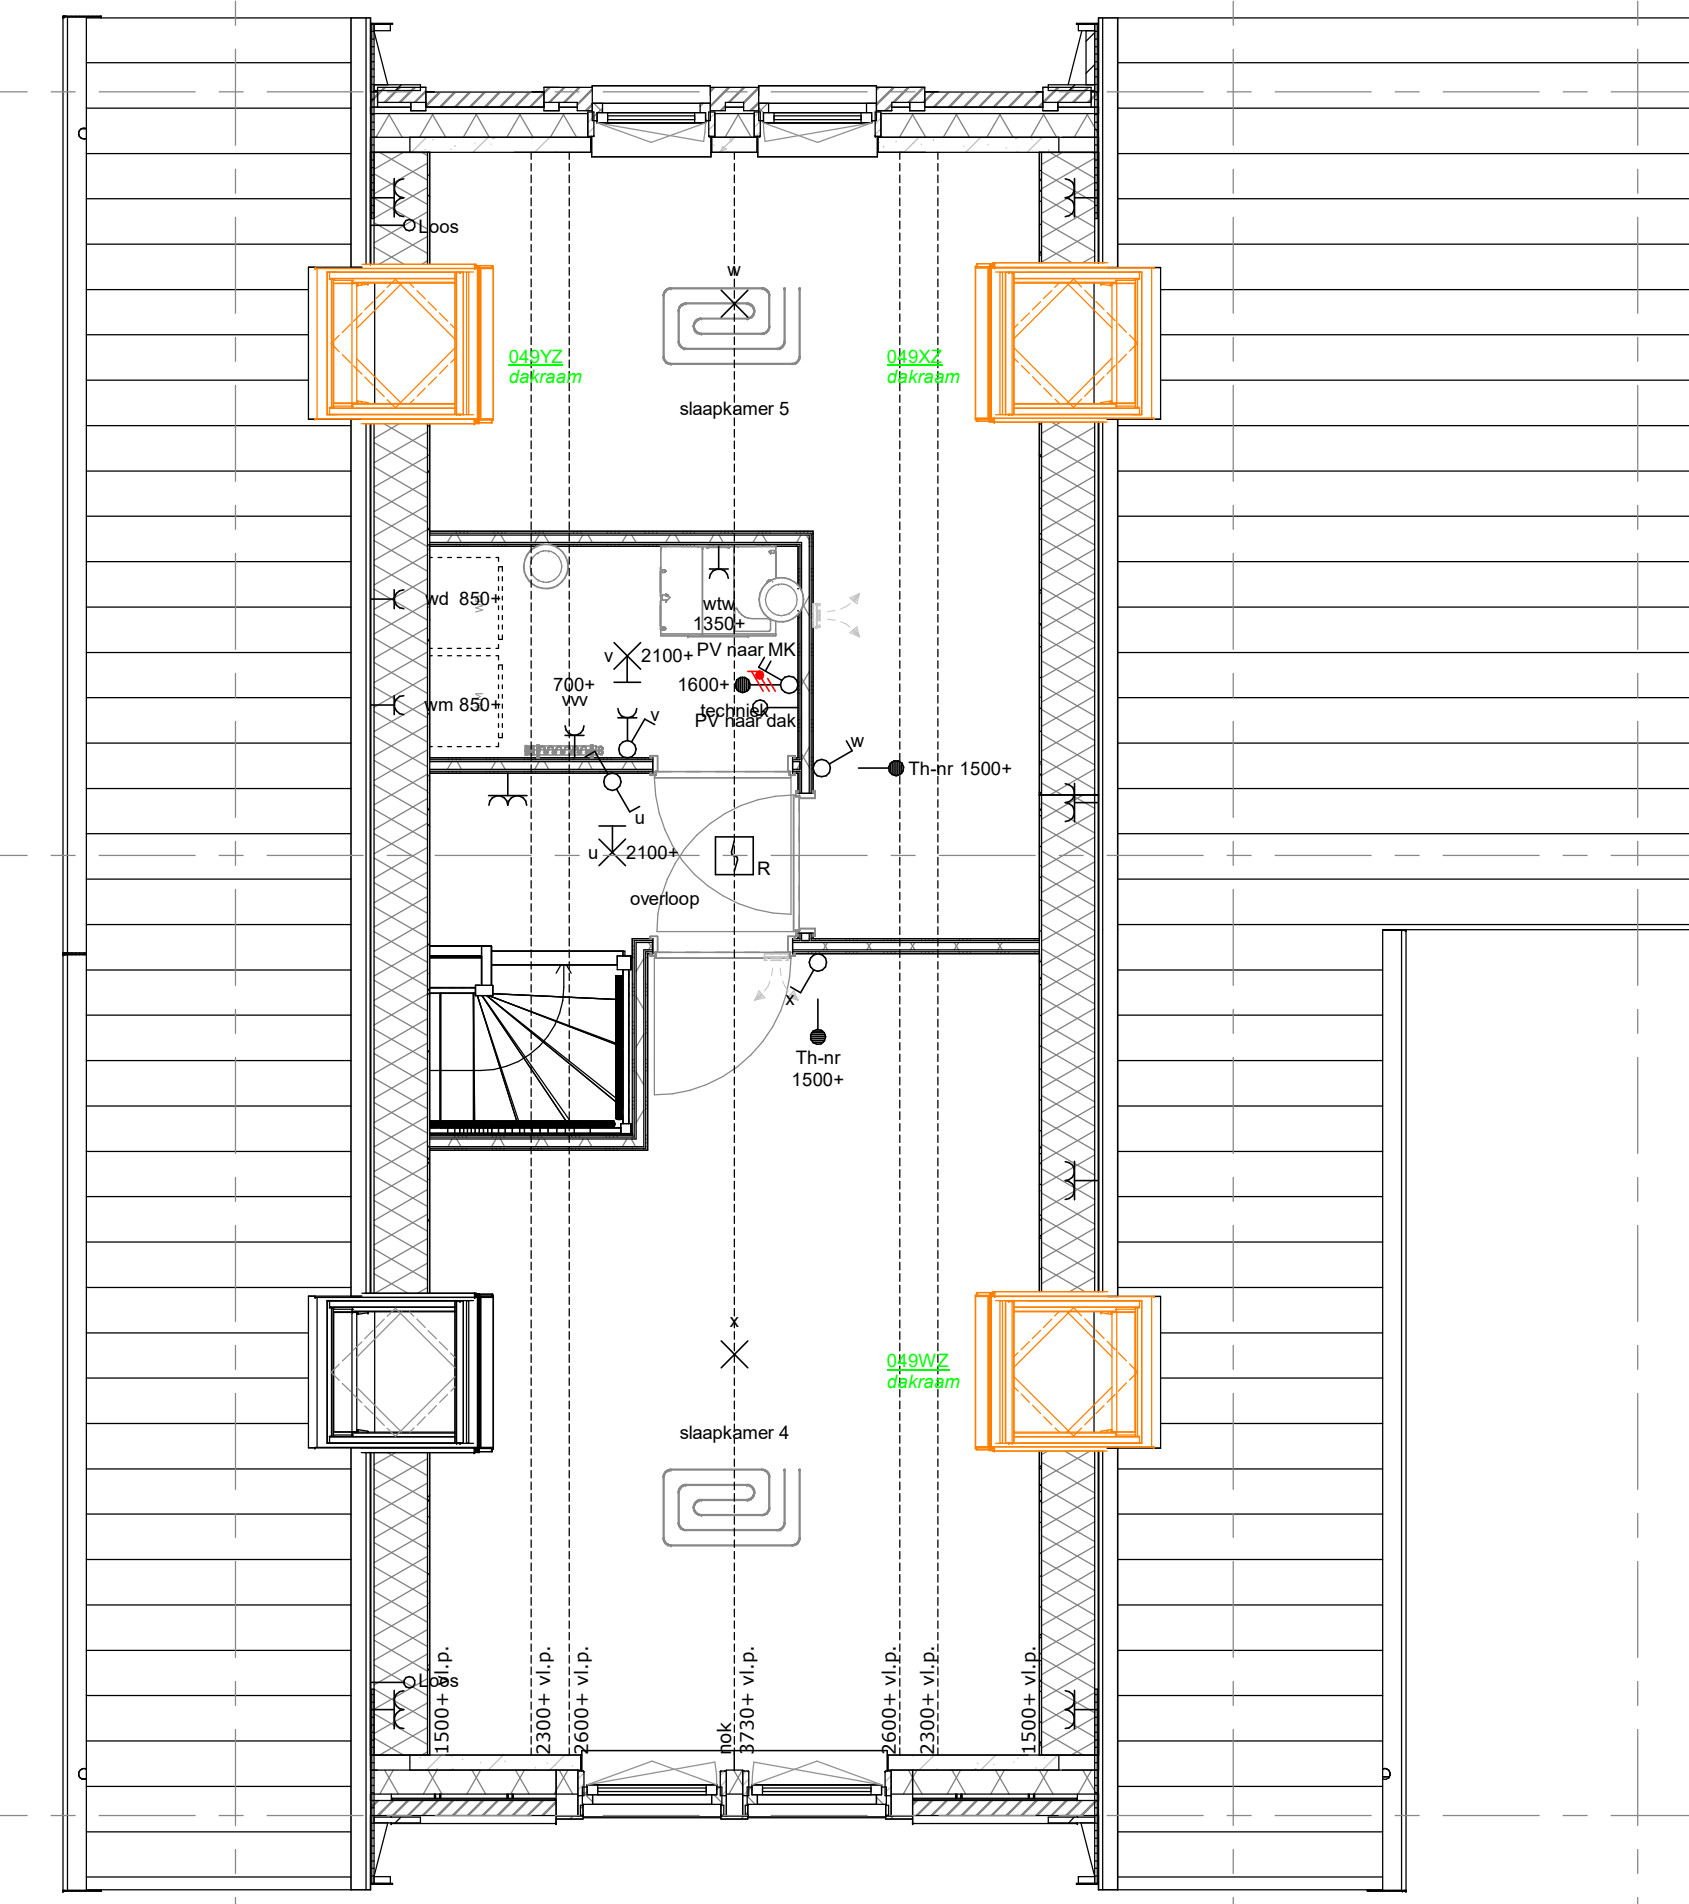 Loos
w
049YZ
dakraam
049XZ
dakraam
slaapkamer 5
wd 850+
wtw
1350+
v 2100+
PV naar MK
700+
vvv
1600+
wm 850+
techniek
PV naar dak
v
w
Th-nr 1500+
u
u 2100+
R
overloop
x
Th-nr
1500+
x
049WZ
dakraam
slaapkamer 4
Loos
1500+ vl.p.
2300+ vl.p.
2600+ vl.p.
nok
3730+ vl.p.
2600+ vl.p.
2300+ vl.p.
1500+ vl.p.